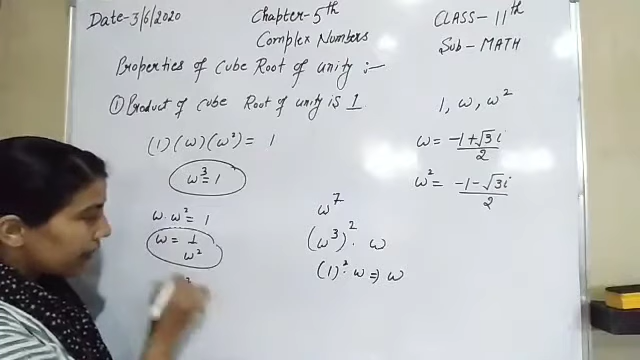 Date-3/6/2020
Chapter-5th
CLASS-11th
Complex Numbers
Sub-MATH
Properties of Cube Root of unity :-
① Product of cube Root of unity is 1
1, ω, ω²
(1)(ω)(ω²) = 1
ω = -1+√3i/2
ω³ = 1
ω² = -1-√3i/2
ω⁷
ω.ω² = 1
(ω³)². ω
ω = 1/ω²
(1)². ω ⇒ ω